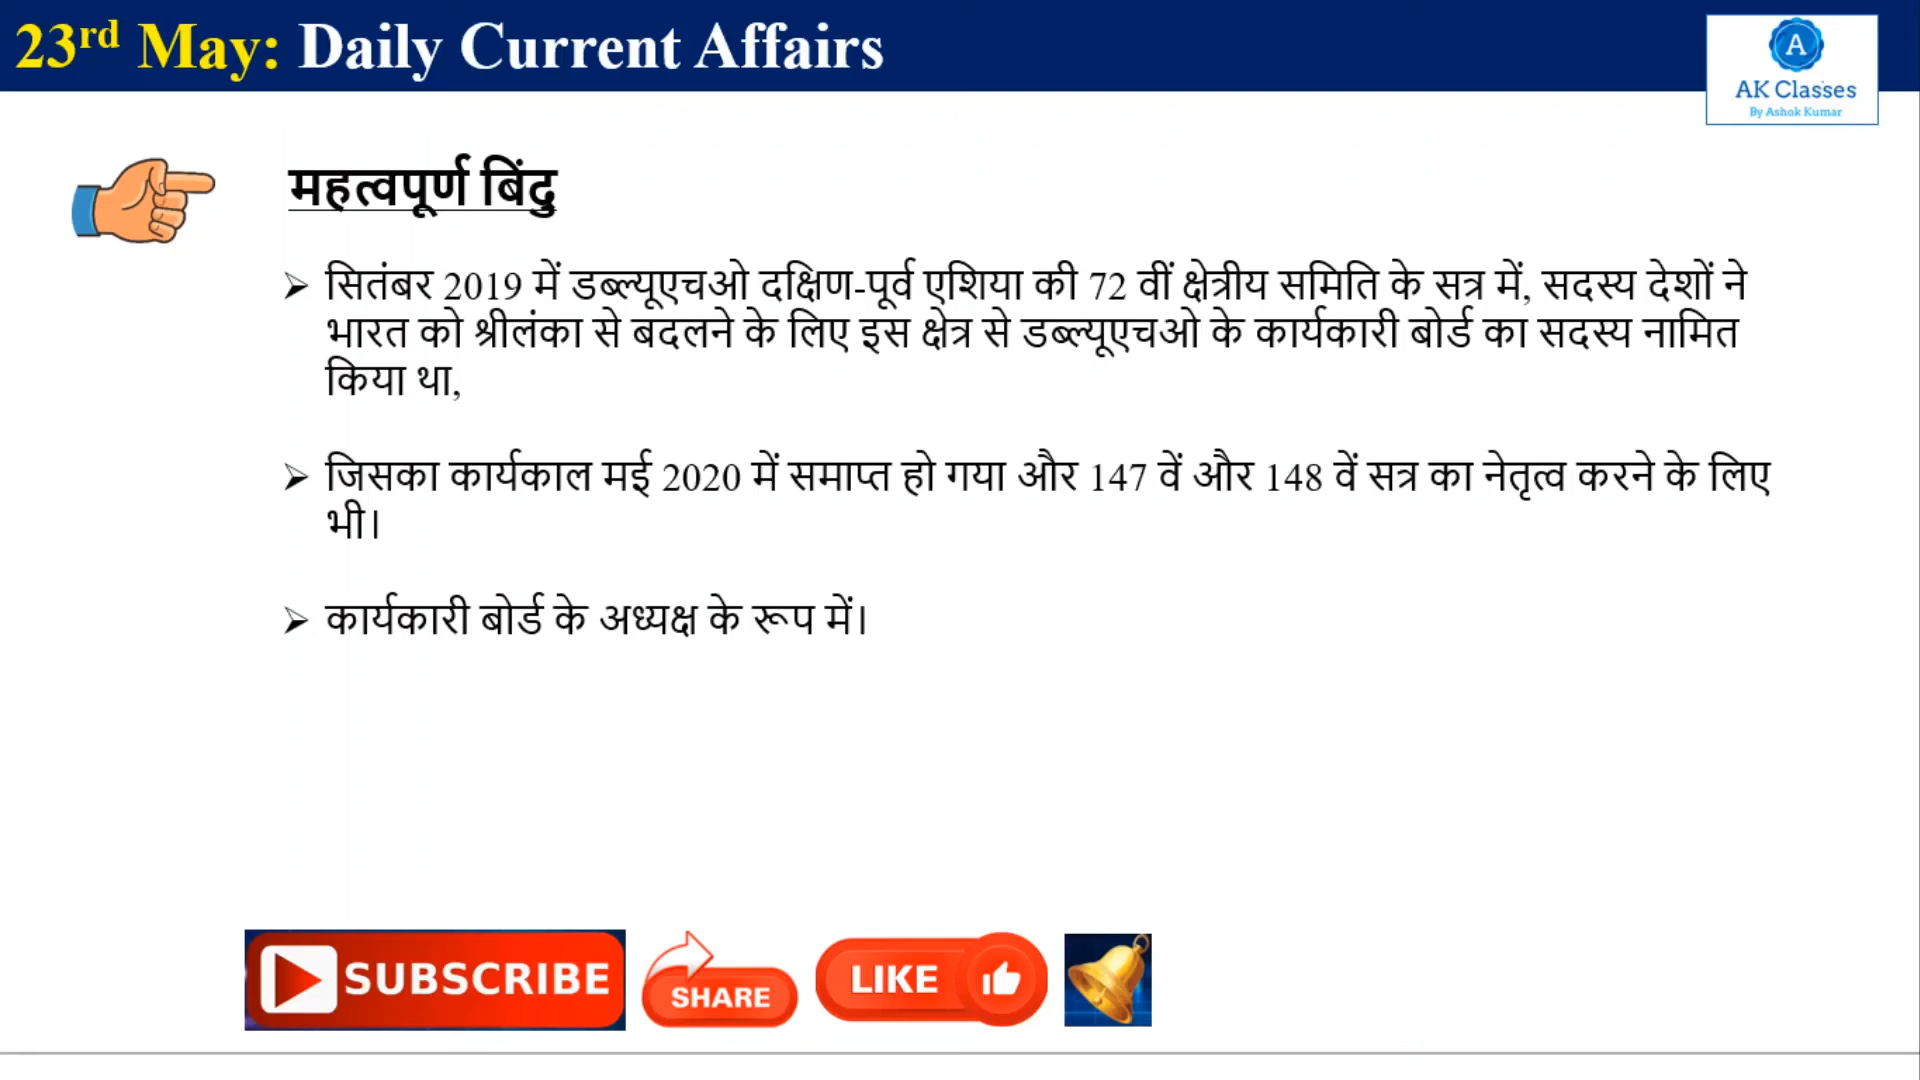 23rd May: Daily Current Affairs
A
AK Classes
By Ashok Kumar
महत्वपूर्ण बिंदु
➢ सितंबर 2019 में डब्ल्यूएचओ दक्षिण-पूर्व एशिया की 72 वीं क्षेत्रीय समिति के सत्र में, सदस्य देशों ने
भारत को श्रीलंका से बदलने के लिए इस क्षेत्र से डब्ल्यूएचओ के कार्यकारी बोर्ड का सदस्य नामित
किया था,
➢ जिसका कार्यकाल मई 2020 में समाप्त हो गया और 147 वें और 148 वें सत्र का नेतृत्व करने के लिए
भी।
➢ कार्यकारी बोर्ड के अध्यक्ष के रूप में।
SUBSCRIBE
SHARE
LIKE